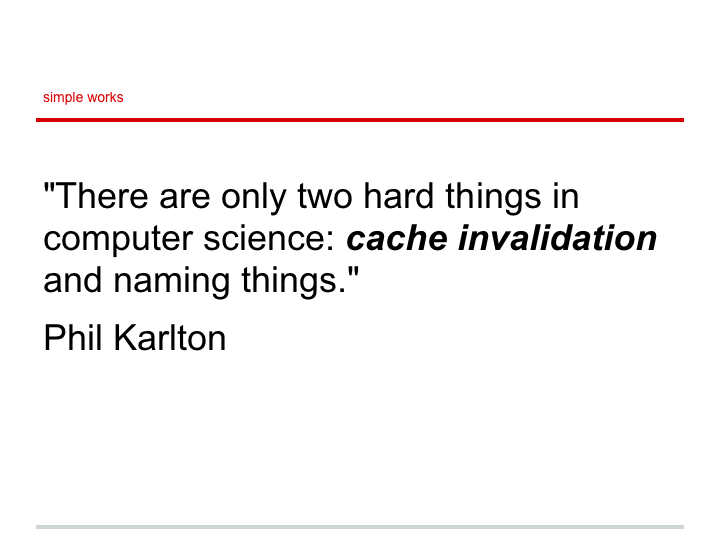 simple works
"There are only two hard things in
computer science: cache invalidation
and naming things."
Phil Karlton